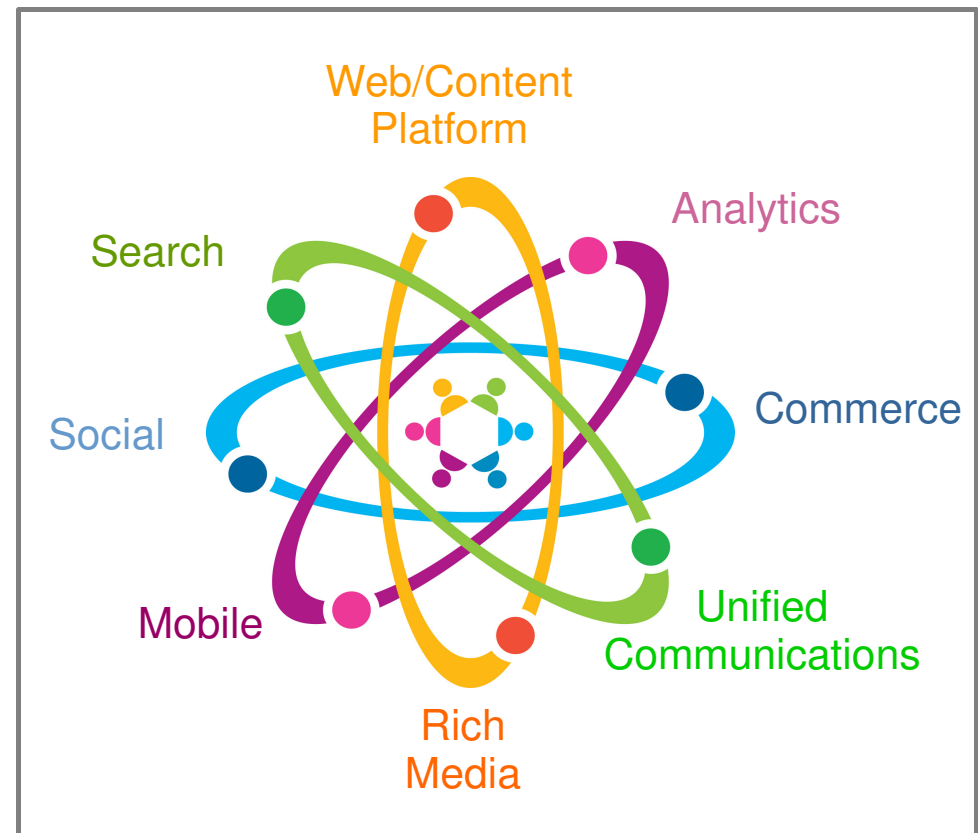 Web/Content
Platform
Analytics
Search
Commerce
Social
Unified
Communications
Mobile
Rich
Media